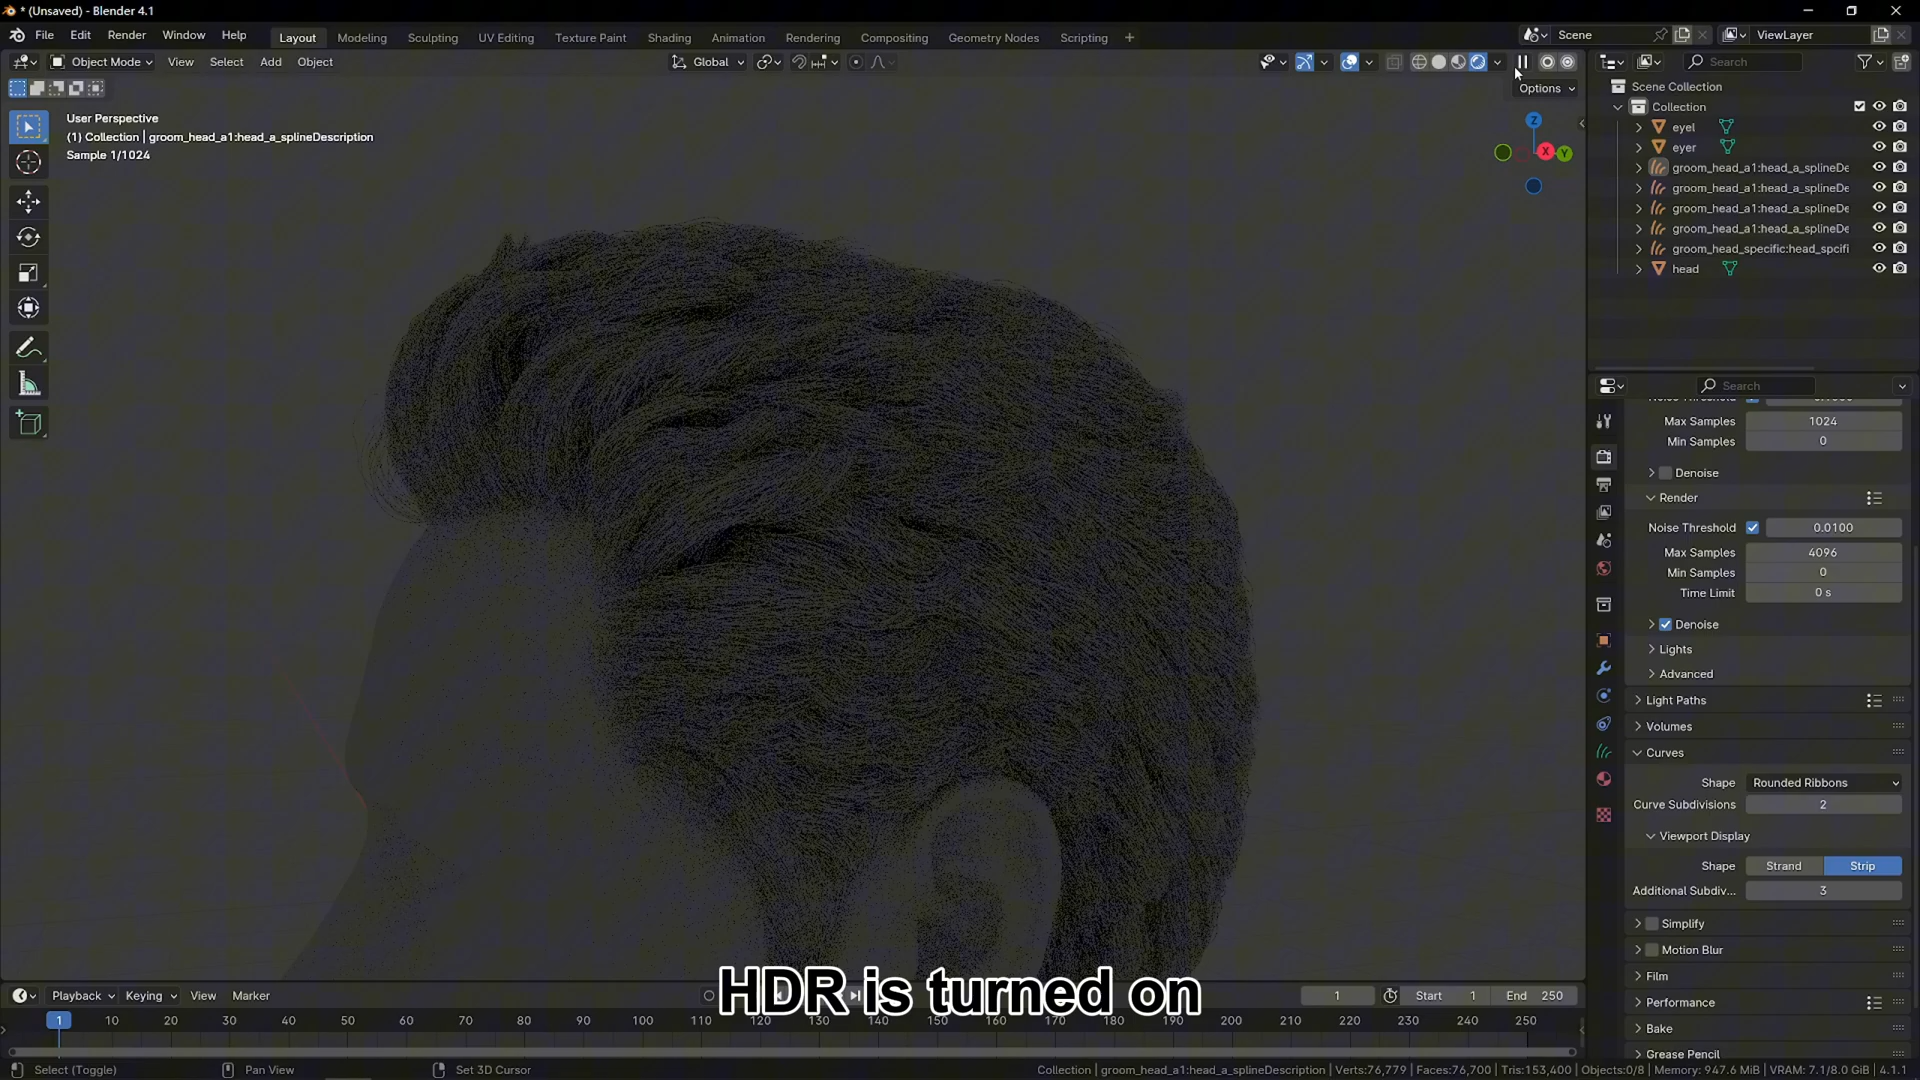 * (Unsaved) - Blender 4.1
File Edit Render Window Help
Layout Modeling Sculpting UV Editing Texture Paint Shading Animation Rendering Compositing Geometry Nodes Scripting +
Scene
ViewLayer
Object Mode View Select Add Object
Global
Search
Options
User Perspective
(1) Collection | groom_head_a1:head_a_splineDescription
Sample 1/1024
Z
X
Y
Scene Collection
Collection
eyel
eyer
groom_head_a1:head_a_splineDe
groom_head_a1:head_a_splineDe
groom_head_a1:head_a_splineDe
groom_head_a1:head_a_splineDe
groom_head_specific:head_spcifi
head
Search
Max Samples 1024
Min Samples 0
Denoise
Render
Noise Threshold 0.0100
Max Samples 4096
Min Samples 0
Time Limit 0 s
Denoise
Lights
Advanced
Light Paths
Volumes
Curves
Shape Rounded Ribbons
Curve Subdivisions 2
Viewport Display
Shape Strand Strip
Additional Subdiv... 3
Simplify
Motion Blur
Film
Performance
Bake
Grease Pencil
HDR is turned on
Playback Keying View Marker
1 Start 1 End 250
1 10 20 30 40 50 60 70 80 90 100 110 120 130 140 150 160 170 180 190 200 210 220 230 240 250
Select (Toggle) Pan View Set 3D Cursor
Collection | groom_head_a1:head_a_splineDescription | Verts:76,779 | Faces:76,700 | Tris:153,400 | Objects:0/8 | Memory: 947.6 MiB | VRAM: 7.1/8.0 GiB | 4.1.1